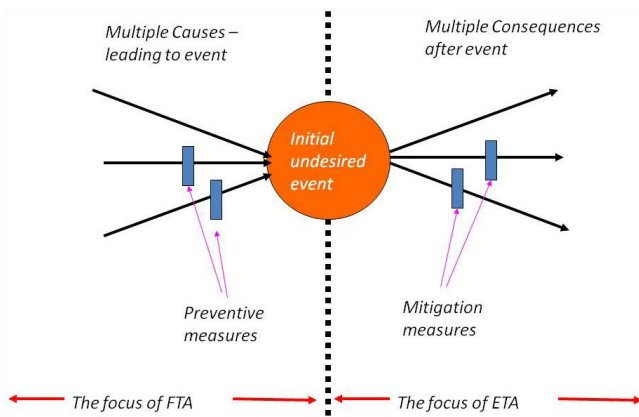 Multiple Causes –
leading to event
Multiple Consequences
after event
Initial
undesired
event
Preventive
measures
Mitigation
measures
The focus of FTA
The focus of ETA